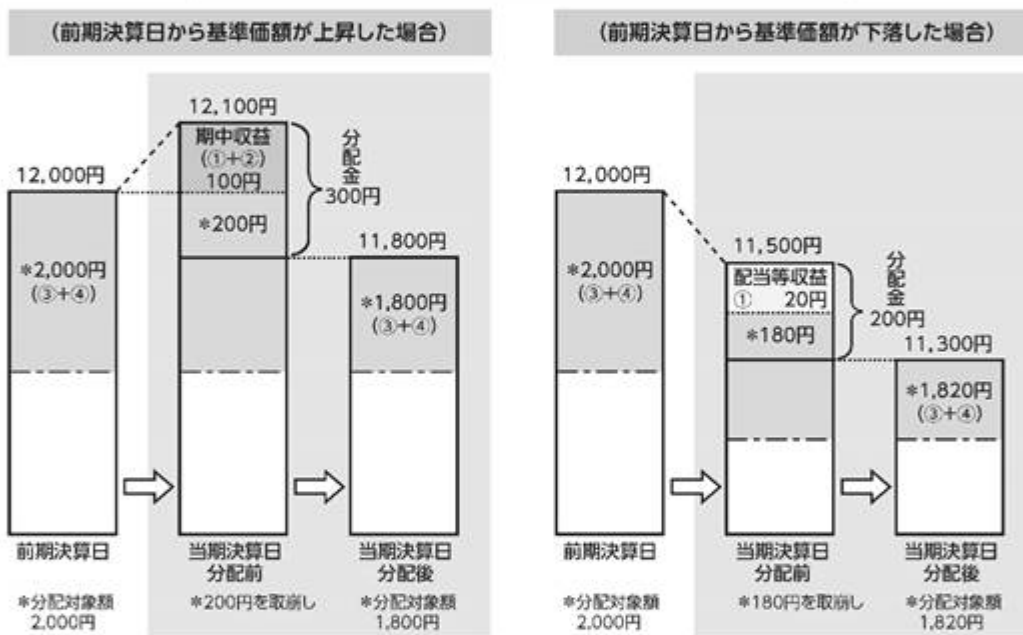 (前期決算日から基準価額が上昇した場合)
12,000円
*2,000円
(③+④)
前期決算日
*分配対象額
2,000円
12,100円
期中収益
(①+②)
100円
*200円
分配金
300円
当期決算日
分配前
*200円を取崩し
11,800円
*1,800円
(③+④)
当期決算日
分配後
*分配対象額
1,800円
(前期決算日から基準価額が下落した場合)
12,000円
*2,000円
(③+④)
前期決算日
*分配対象額
2,000円
11,500円
配当等収益
① 20円
*180円
分配金
200円
当期決算日
分配前
*180円を取崩し
11,300円
*1,820円
(③+④)
当期決算日
分配後
*分配対象額
1,820円